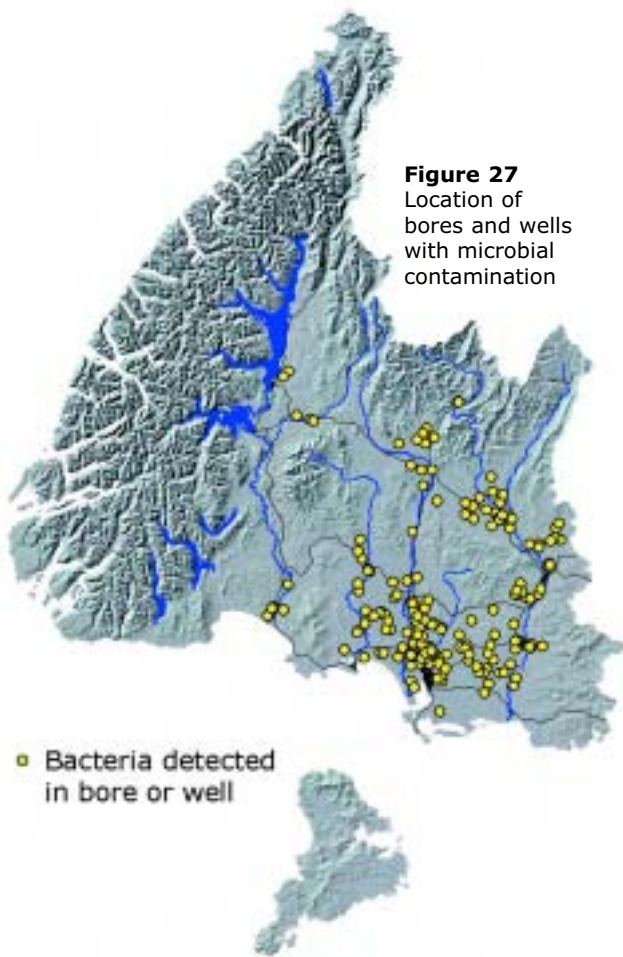 Figure 27
Location of
bores and wells
with microbial
contamination
Bacteria detected
in bore or well